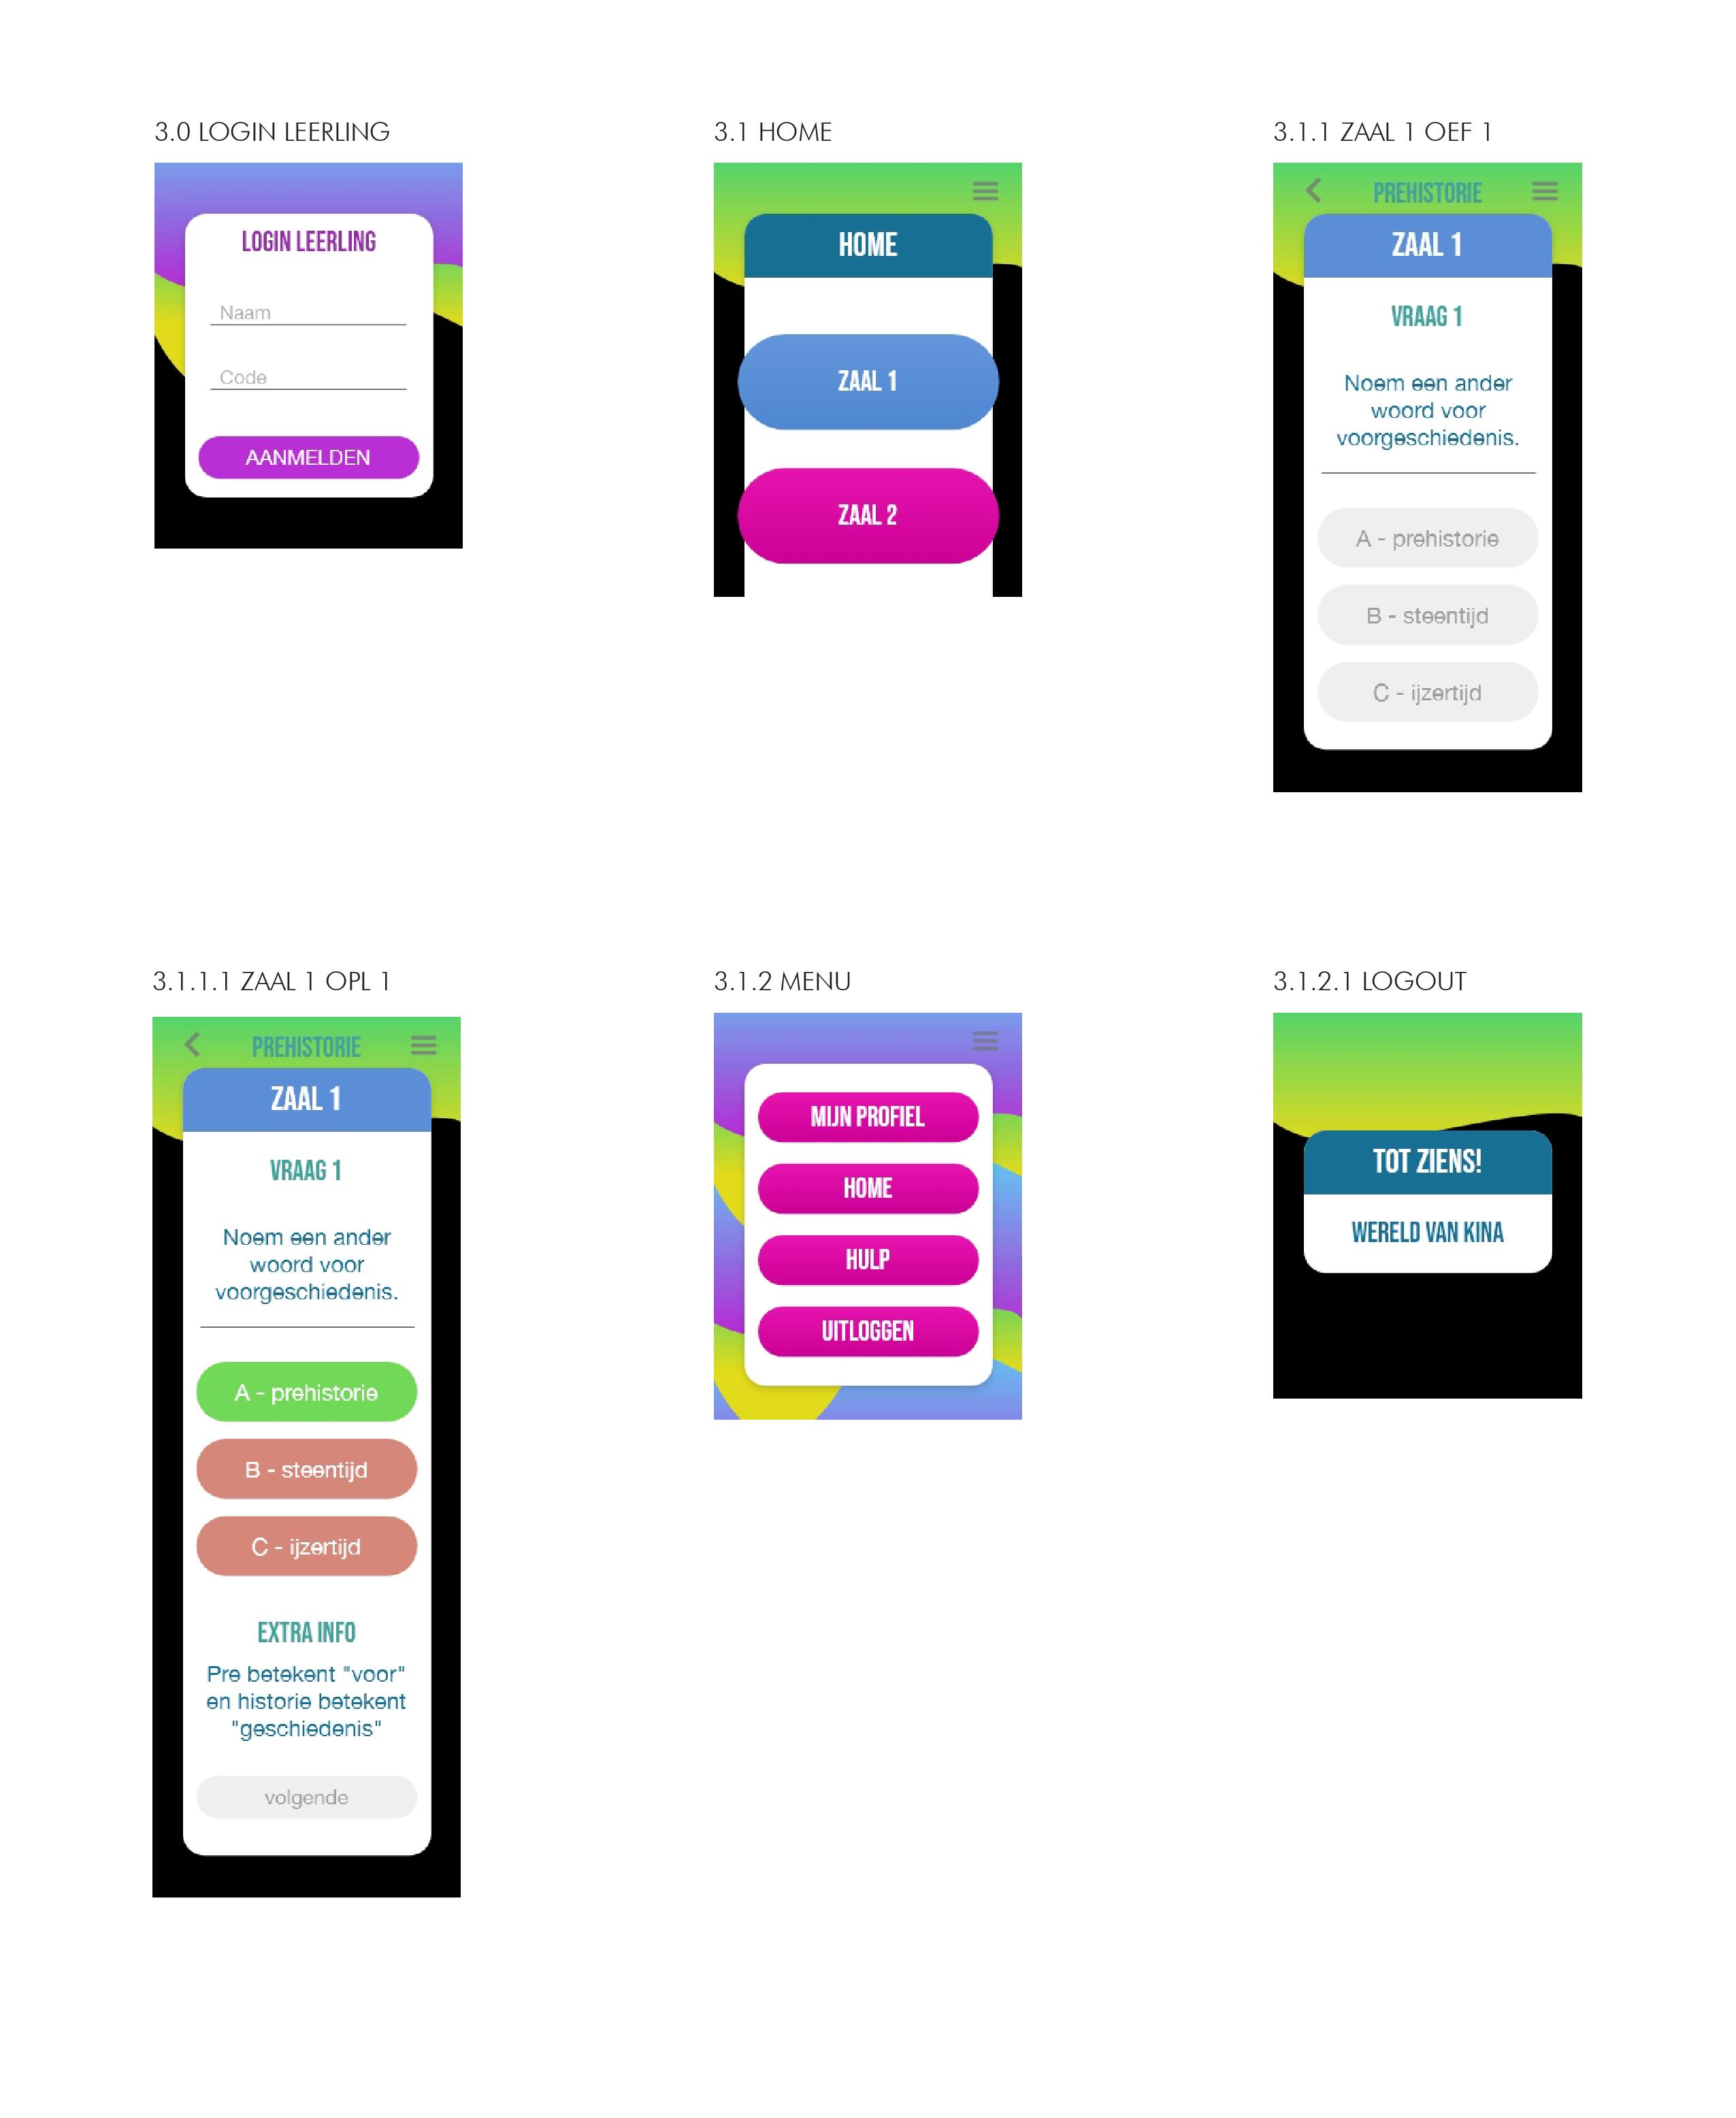 3.0 LOGIN LEERLING
LOGIN LEERLING
Naam
Code
AANMELDEN
3.1 HOME
HOME
ZAAL 1
ZAAL 2
3.1.1 ZAAL 1 OEF 1
PREHISTORIE
ZAAL 1
VRAAG 1
Noem een ander
woord voor
voorgeschiedenis.
A - prehistorie
B - steentijd
C - ijzertijd
3.1.1.1 ZAAL 1 OPL 1
PREHISTORIE
ZAAL 1
VRAAG 1
Noem een ander
woord voor
voorgeschiedenis.
A - prehistorie
B - steentijd
C - ijzertijd
EXTRA INFO
Pre betekent "voor"
en historie betekent
"geschiedenis"
volgende
3.1.2 MENU
MIJN PROFIEL
HOME
HULP
UITLOGGEN
3.1.2.1 LOGOUT
TOT ZIENS!
WERELD VAN KINA